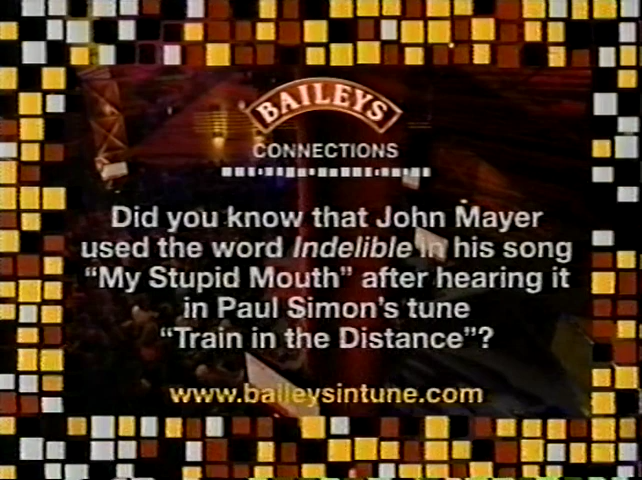 BAILEYS
CONNECTIONS
Did you know that John Mayer
used the word Indelible in his song
“My Stupid Mouth” after hearing it
in Paul Simon's tune
“Train in the Distance”?
www.baileysintune.com